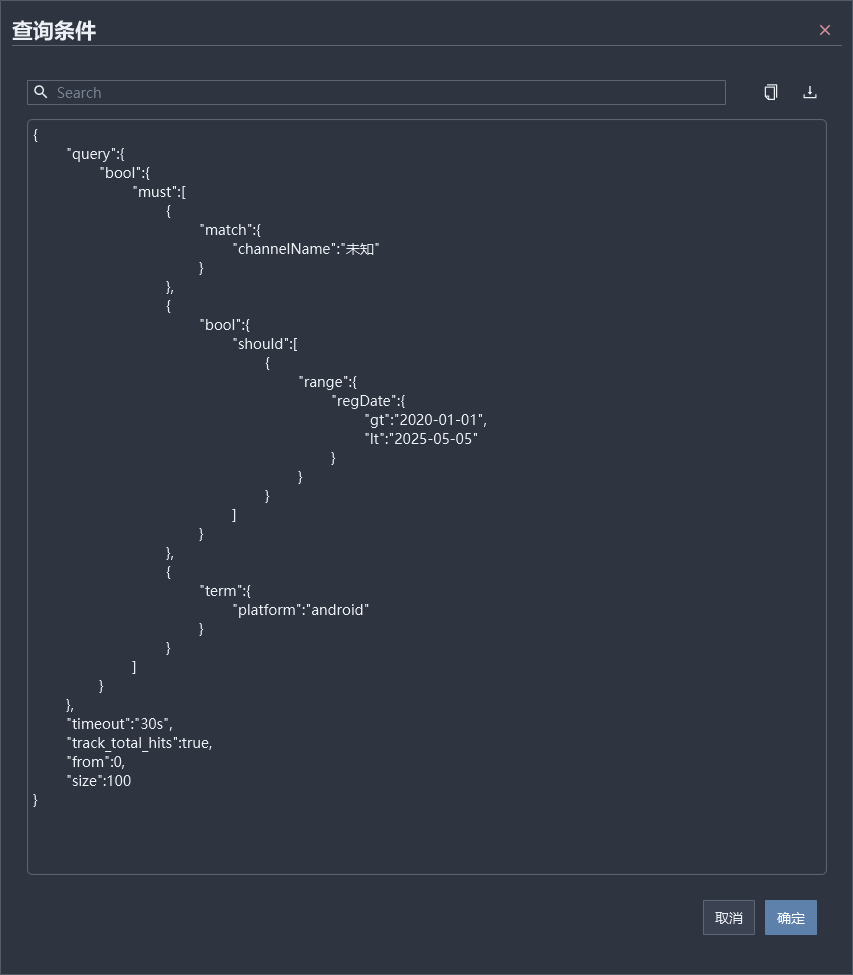 查询条件
Search
{
"query":{
"bool":{
"must":[
{
"match":{
"channelName":"未知"
}
},
{
"bool":{
"should":[
{
"range":{
"regDate":{
"gt":"2020-01-01",
"lt":"2025-05-05"
}
}
}
]
}
},
{
"term":{
"platform":"android"
}
}
]
}
},
"timeout":"30s",
"track_total_hits":true,
"from":0,
"size":100
}
取消 确定